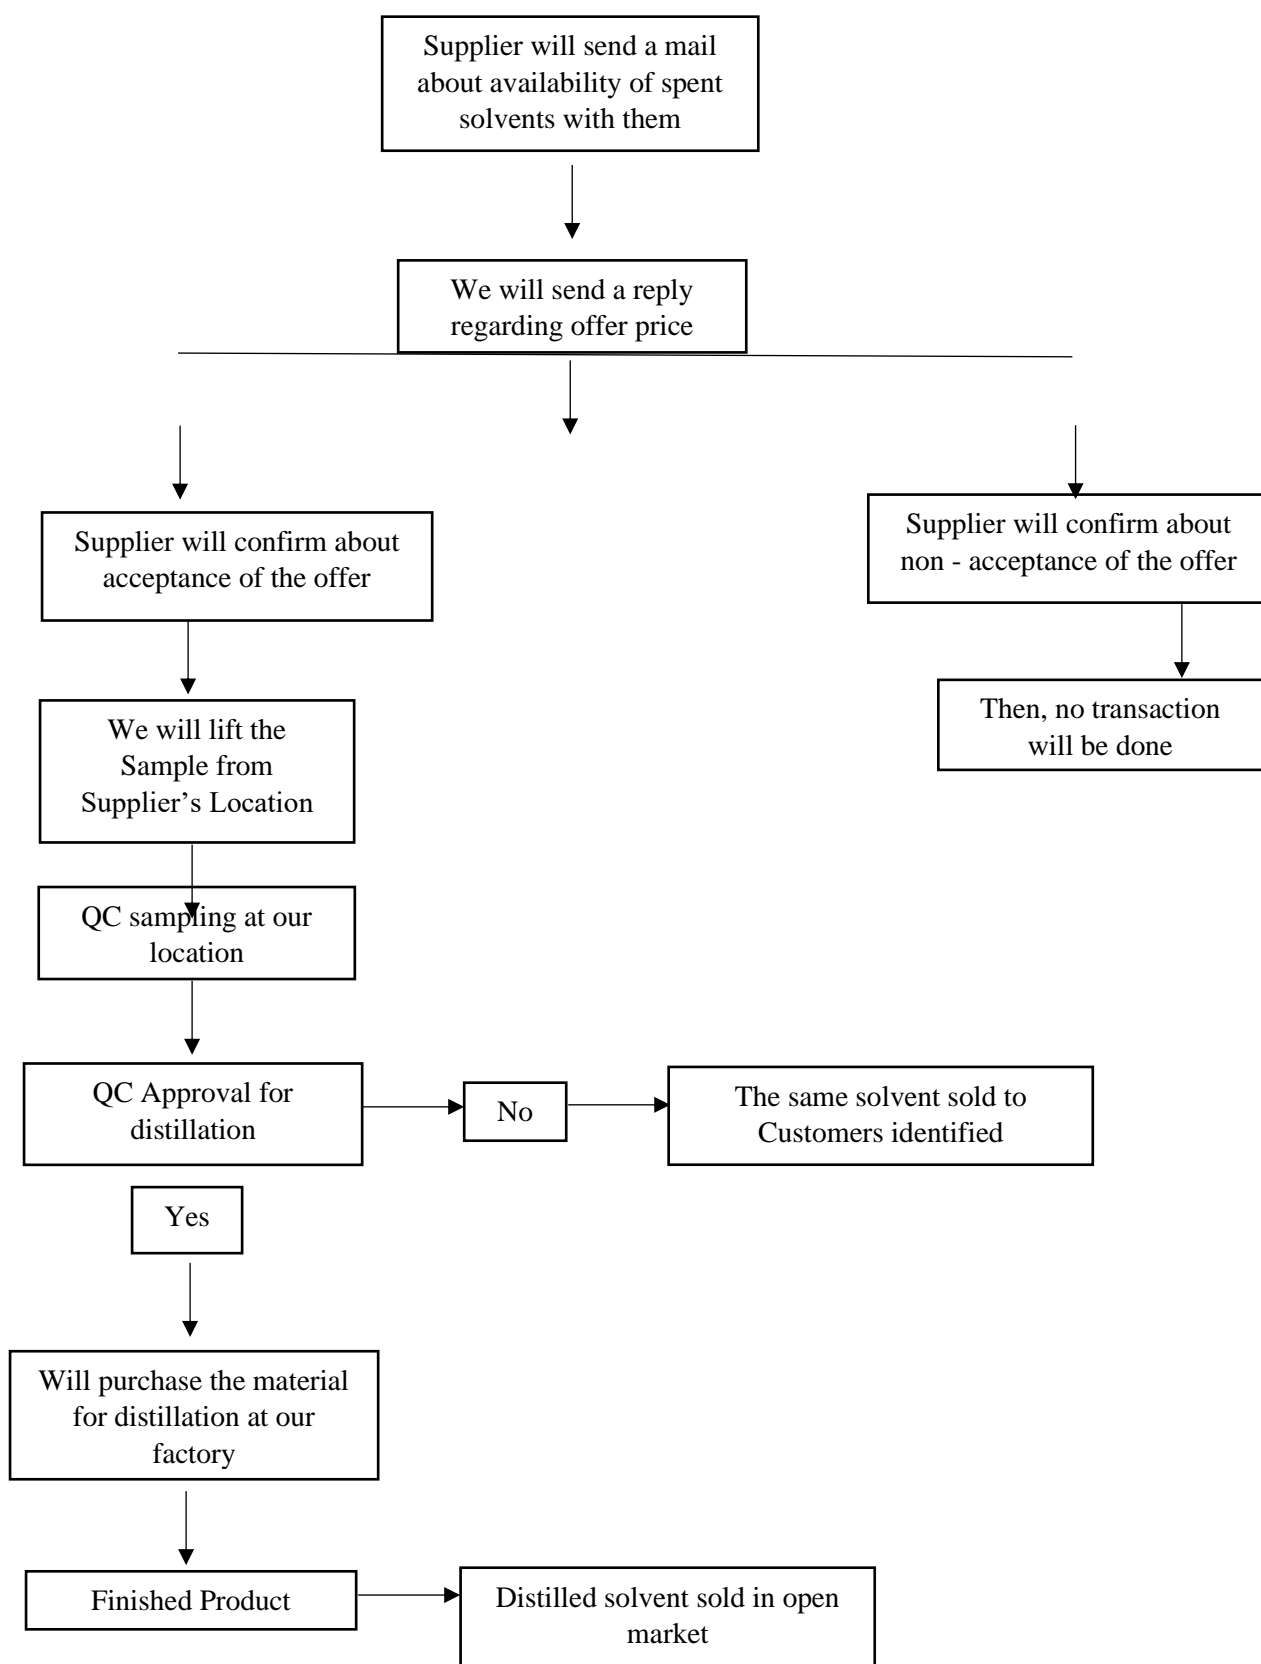 Supplier will send a mail
about availability of spent
solvents with them
We will send a reply
regarding offer price
Supplier will confirm about
acceptance of the offer
Supplier will confirm about
non - acceptance of the offer
We will lift the
Sample from
Supplier’s Location
Then, no transaction
will be done
QC sampling at our
location
QC Approval for
distillation
No
The same solvent sold to
Customers identified
Yes
Will purchase the material
for distillation at our
factory
Finished Product
Distilled solvent sold in open
market